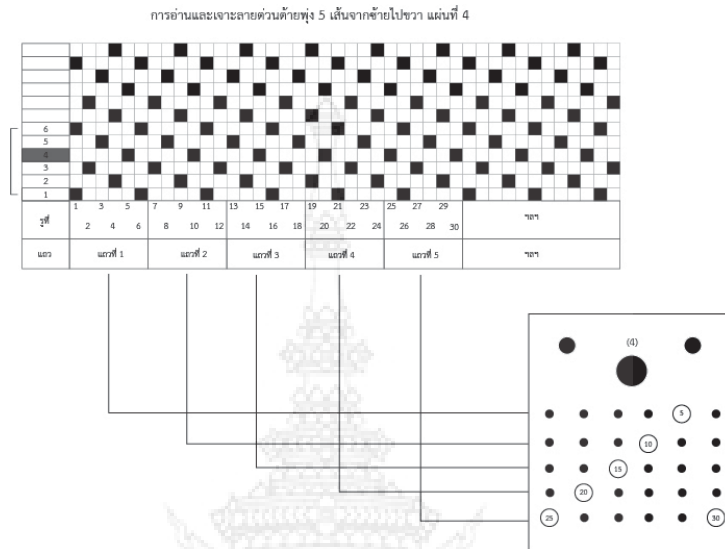 การอ่านและเจาะลายต่วนด้ายพุ่ง 5 เส้นจากซ้ายไปขวา แผ่นที่ 4
6
5
4
3
2
1
รูที่
1 3 5 7 9 11 13 15 17 19 21 23 25 27 29
ฯลฯ
2 4 6 8 10 12 14 16 18 20 22 24 26 28 30
แถว แถวที่ 1 แถวที่ 2 แถวที่ 3 แถวที่ 4 แถวที่ 5 ฯลฯ
(4)
5
10
15
20
25 30